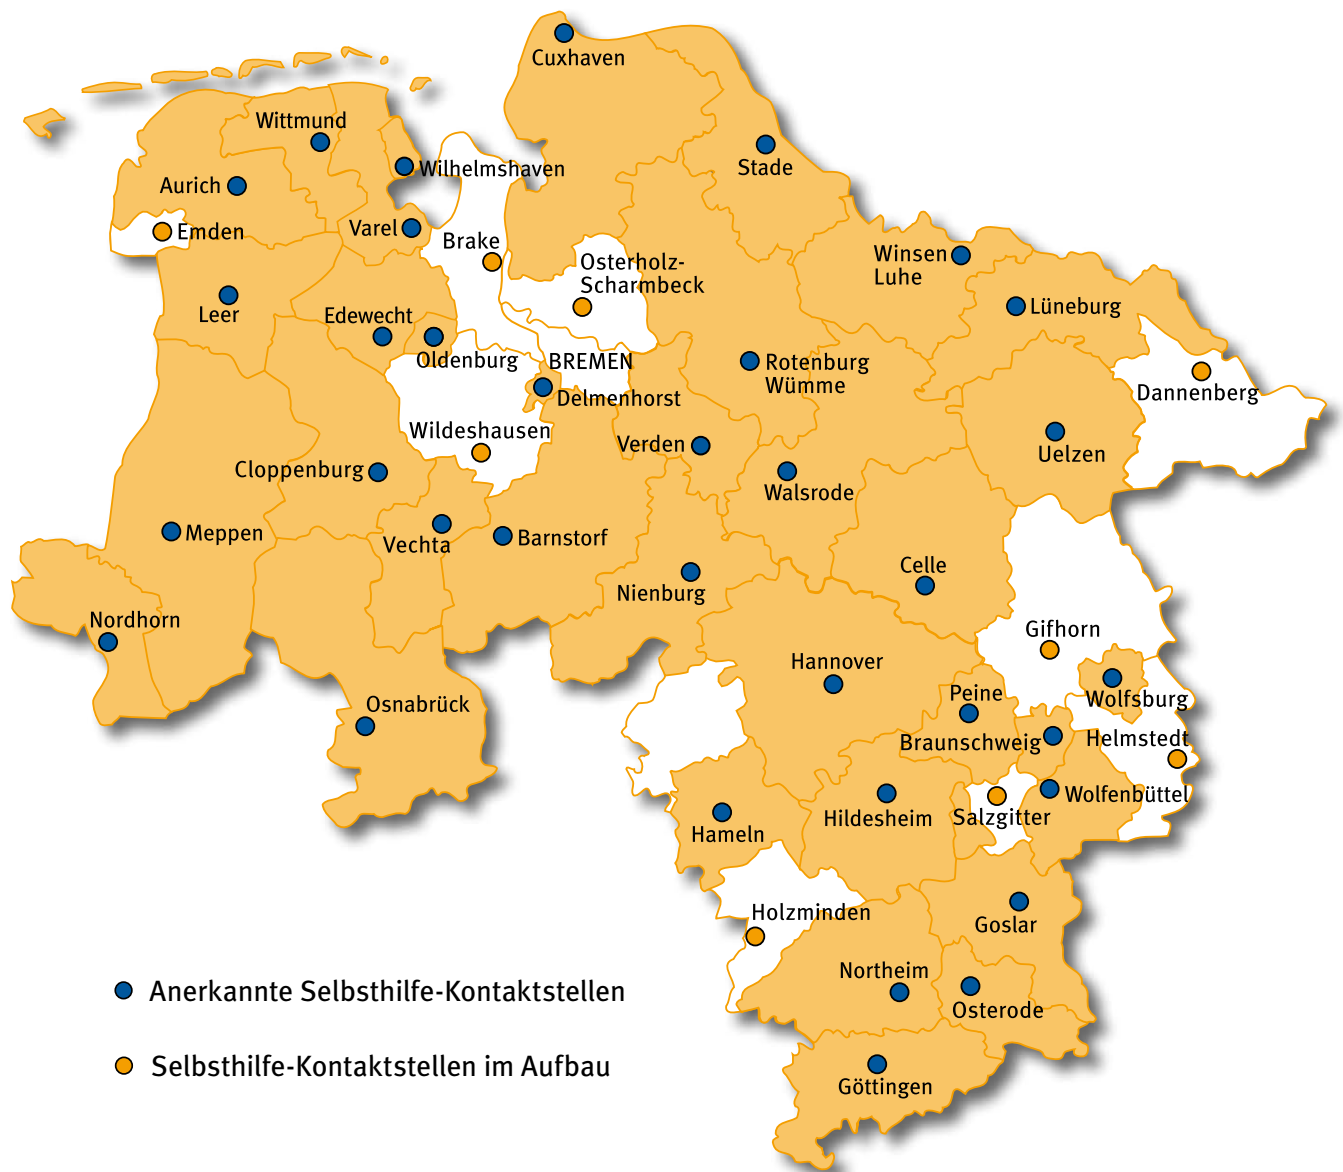 Cuxhaven
Wittmund
Stade
Wilhelmshaven
Aurich
Varel
Emden
Brake
Osterholz-
Scharmbeck
Winsen
Luhe
Leer
Edewecht
Lüneburg
Oldenburg
BREMEN
Rotenburg
Wümme
Dannenberg
Delmenhorst
Wildeshausen
Verden
Uelzen
Cloppenburg
Walsrode
Meppen
Vechta
Barnstorf
Celle
Nienburg
Nordhorn
Gifhorn
Hannover
Osnabrück
Peine
Wolfsburg
Braunschweig
Helmstedt
Wolfenbüttel
Hameln
Hildesheim
Salzgitter
Holzminden
Goslar
Northeim
Anerkannte Selbsthilfe-Kontaktstellen
Osterode
Selbsthilfe-Kontaktstellen im Aufbau
Göttingen